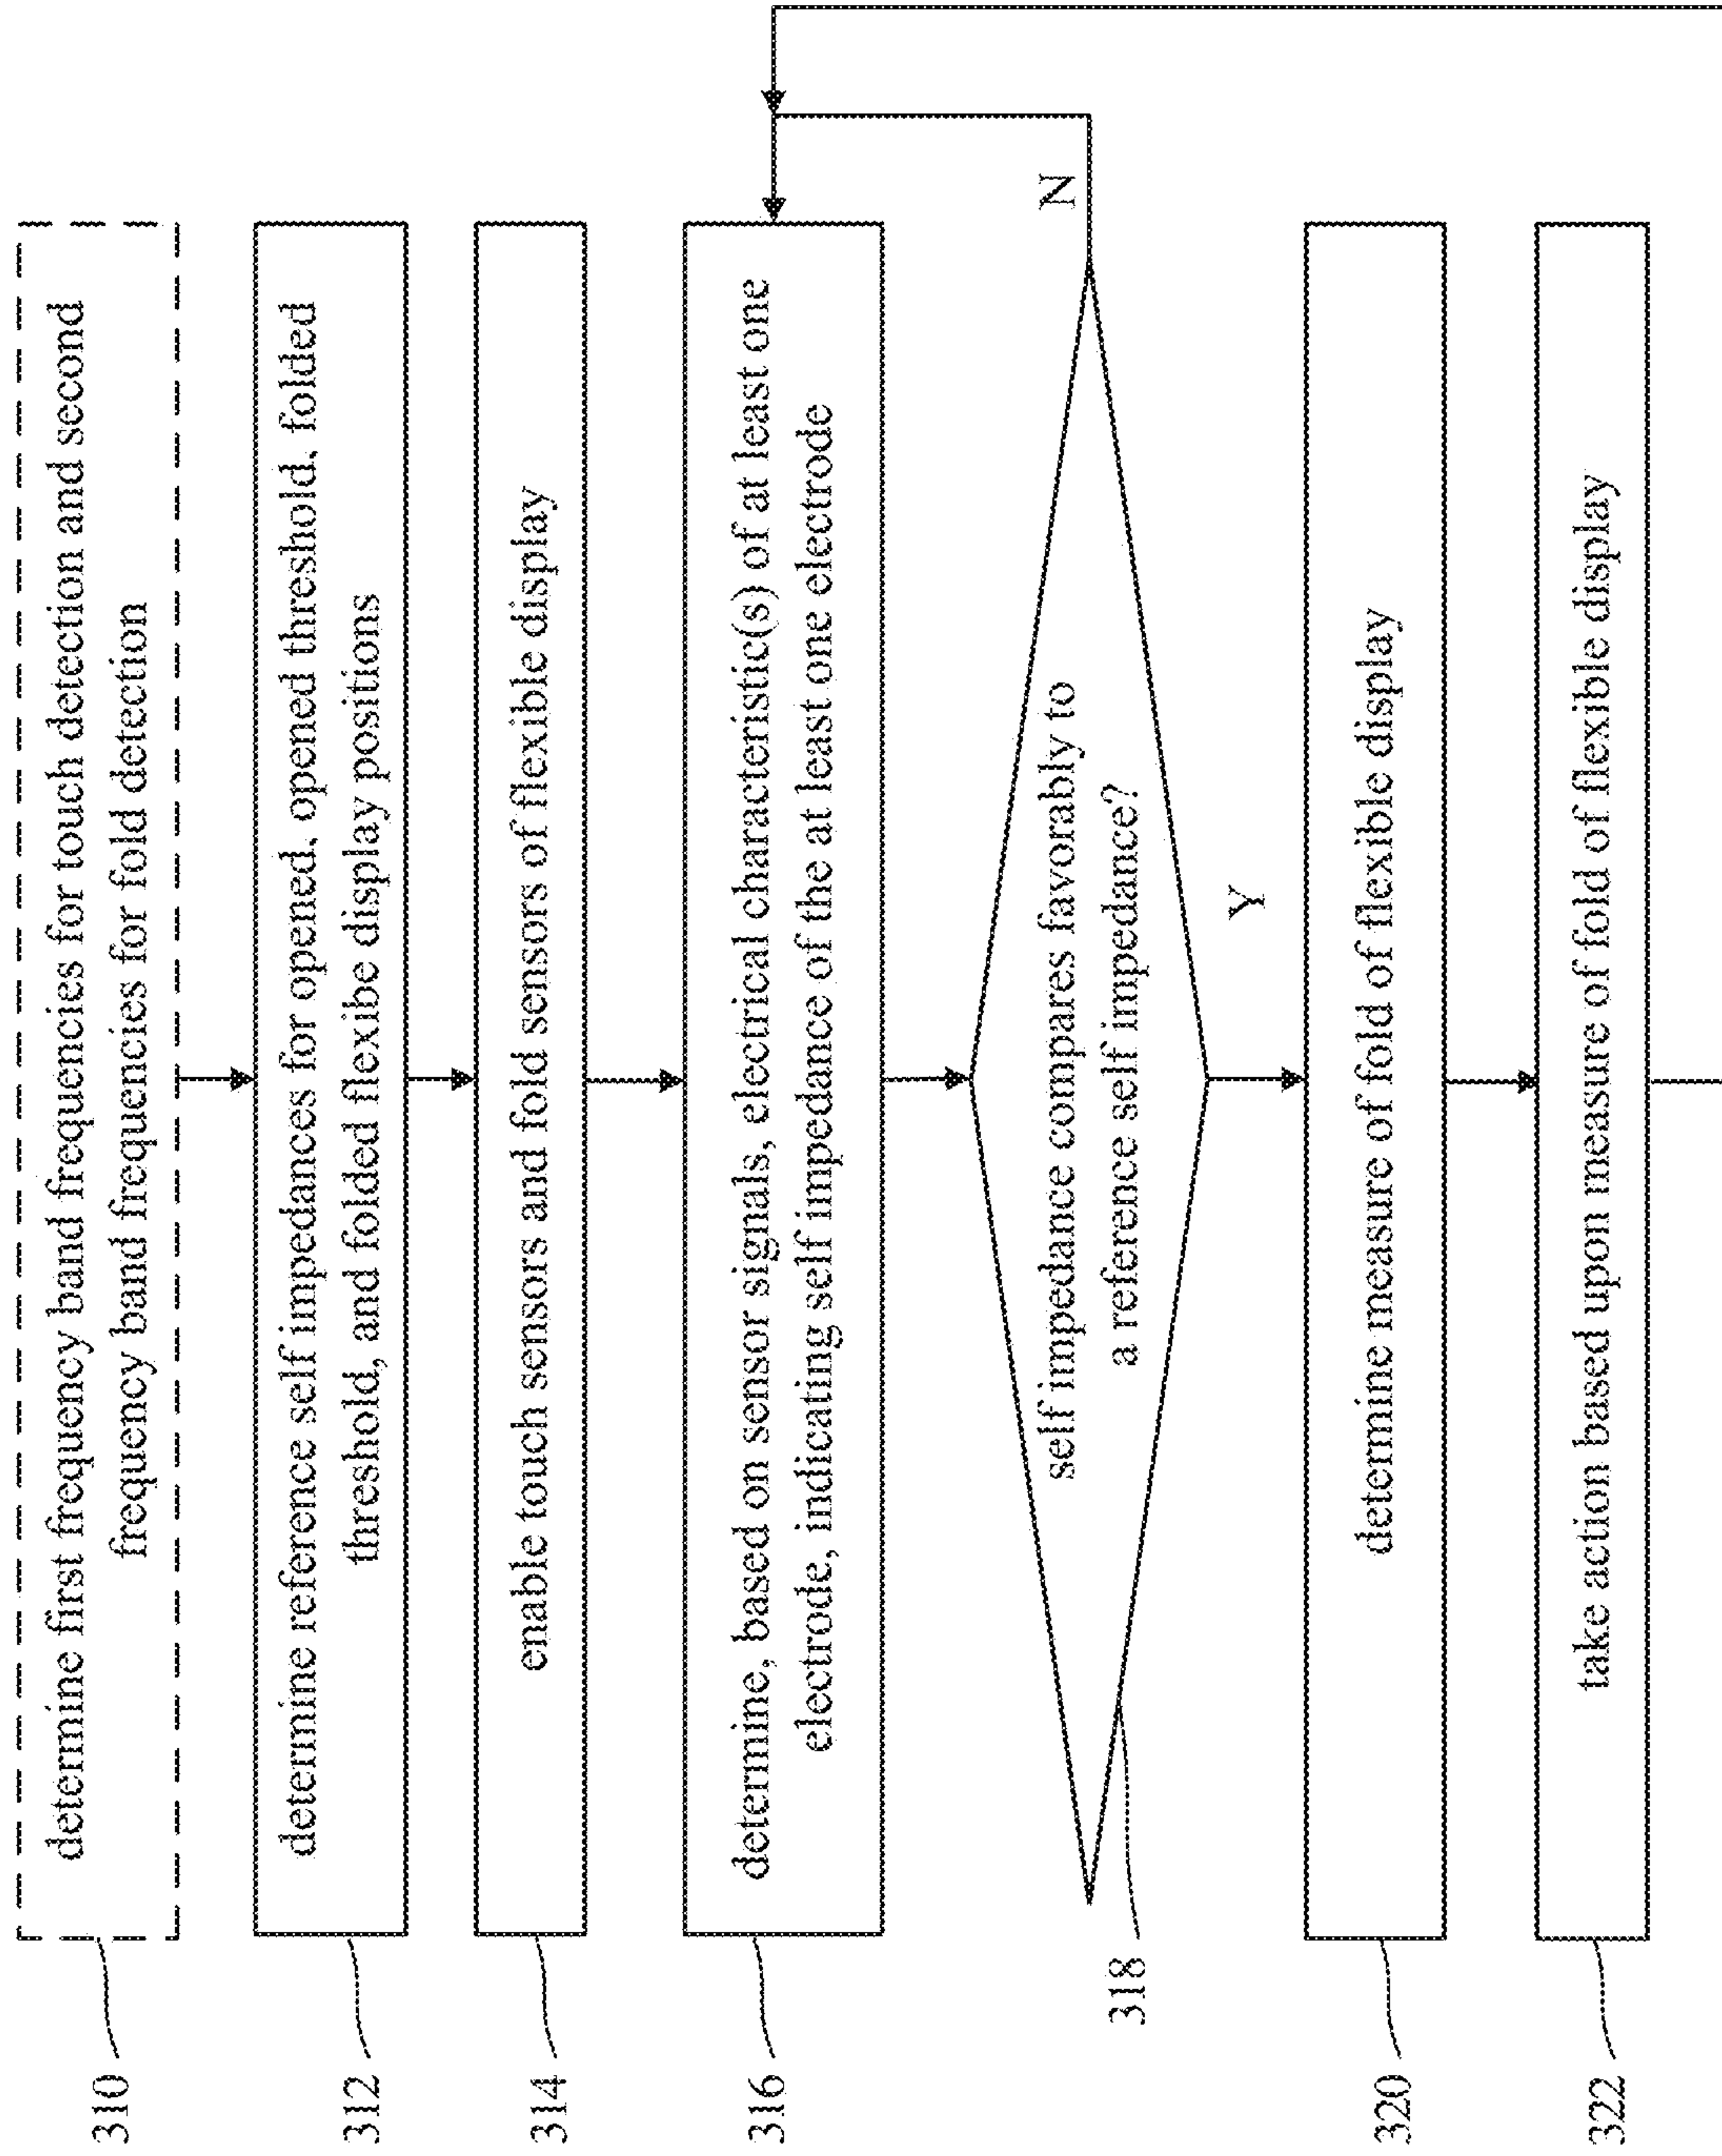 310
determine first frequency band frequencies for touch detection and second
frequency band frequencies for fold detection
312
determine reference self impedances for opened, opened threshold, folded
threshold, and folded flexibe display positions
314
enable touch sensors and fold sensors of flexible display
316
determine, based on sensor signals, electrical characteristic(s) of at least one
electrode, indicating self impedance of the at least one electrode
318
self impedance compares favorably to
a reference self impedance?
N
Y
320
determine measure of fold of flexible display
322
take action based upon measure of fold of flexible display